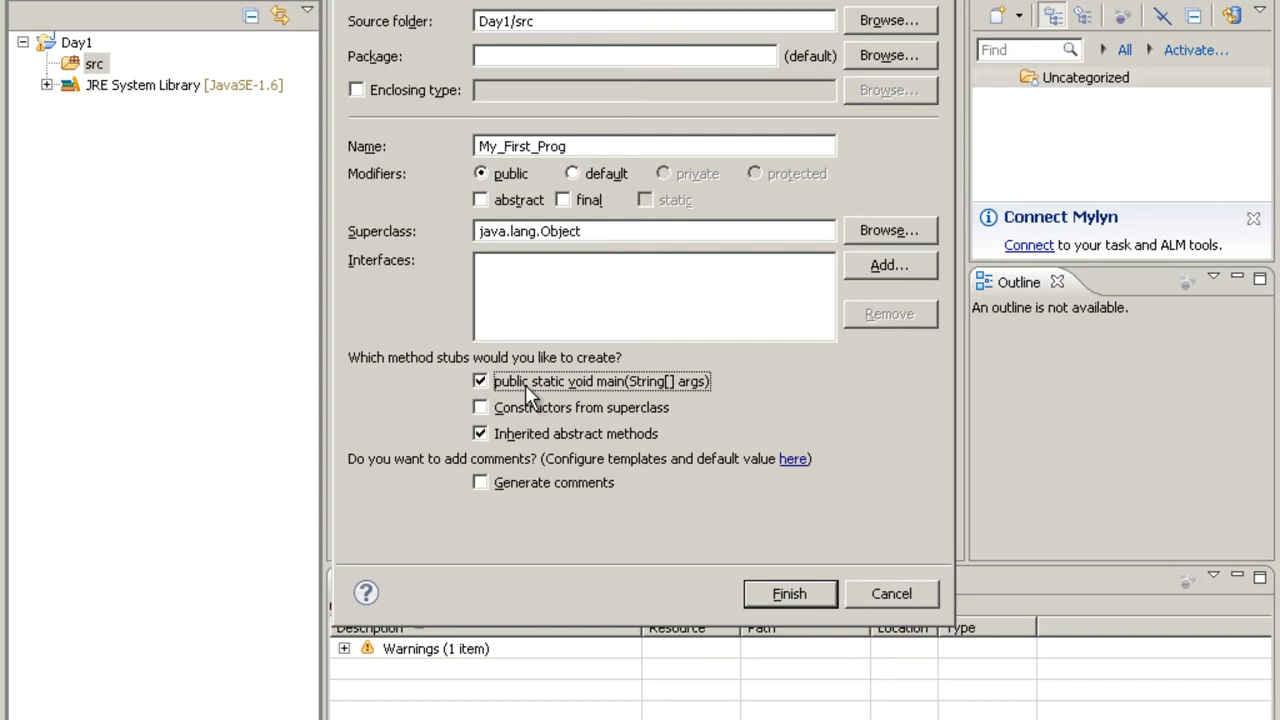 Day1
src
JRE System Library [JavaSE-1.6]
Source folder: Day1/src Browse...
Package: (default) Browse...
Enclosing type: Browse...
Name: My_First_Prog
Modifiers: public default private protected
abstract final static
Superclass: java.lang.Object Browse...
Interfaces: Add...
Remove
Which method stubs would you like to create?
public static void main(String[] args)
Constructors from superclass
Inherited abstract methods
Do you want to add comments? (Configure templates and default value here)
Generate comments
? Finish Cancel
Description Resource Path Location Type
Warnings (1 item)
Find All Activate...
Uncategorized
Connect Mylyn
Connect to your task and ALM tools.
Outline
An outline is not available.